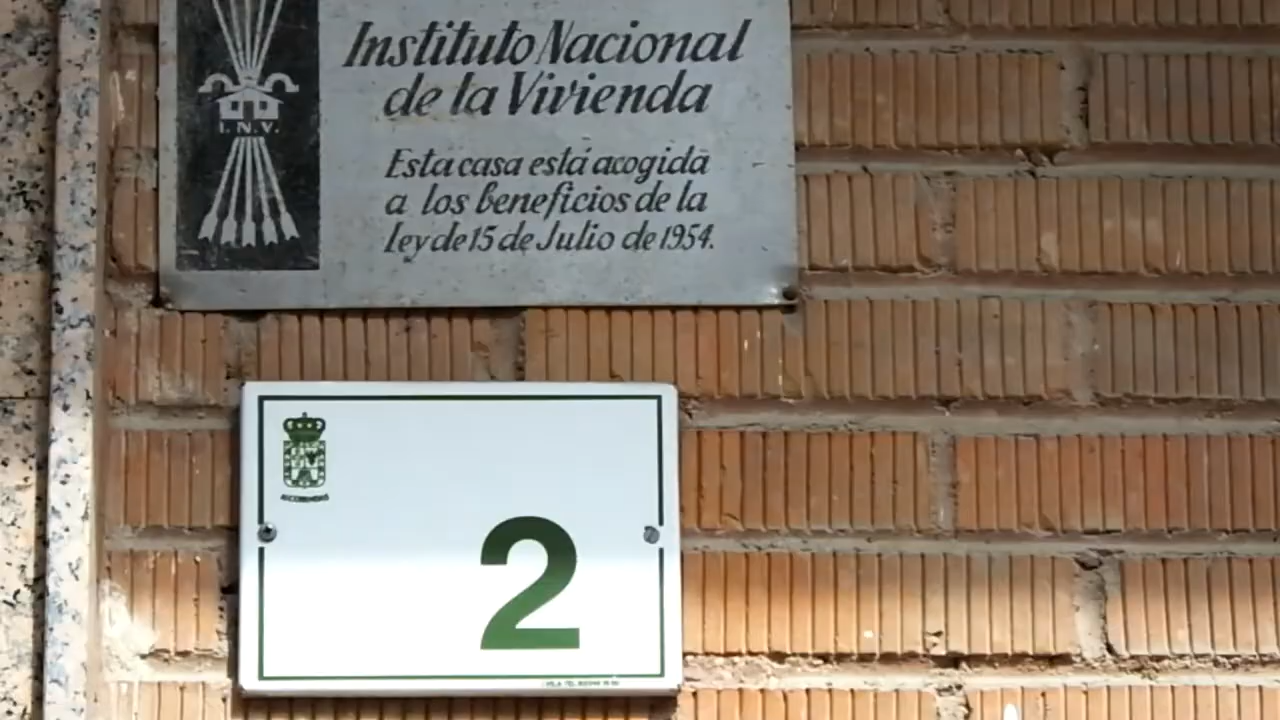 Instituto Nacional
de la Vivienda
I. N. V.
Esta casa está acogida
a los beneficios de la
ley de 15 de Julio de 1954.
ALCOBENDAS
2